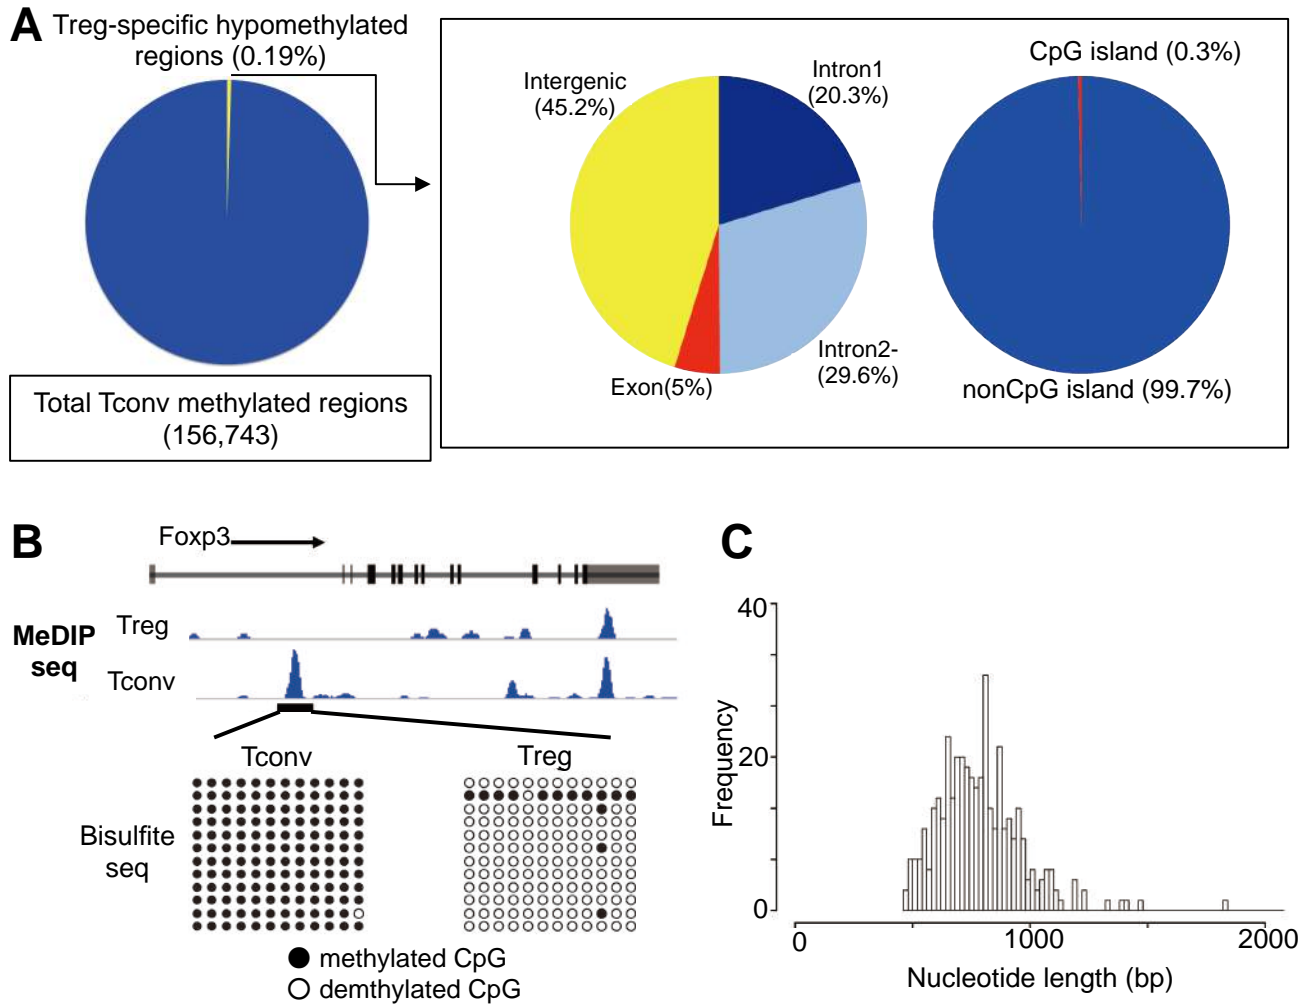 A
Treg-specific hypomethylated
regions (0.19%)
Total Tconv methylated regions
(156,743)
Intergenic
(45.2%)
Intron1
(20.3%)
Intron2-
(29.6%)
Exon(5%)
CpG island (0.3%)
nonCpG island (99.7%)
B
Foxp3
MeDIP
seq
Treg
Tconv
Tconv
Treg
Bisulfite
seq
methylated CpG
demthylated CpG
C
Frequency
40
20
0
0
1000
2000
Nucleotide length (bp)